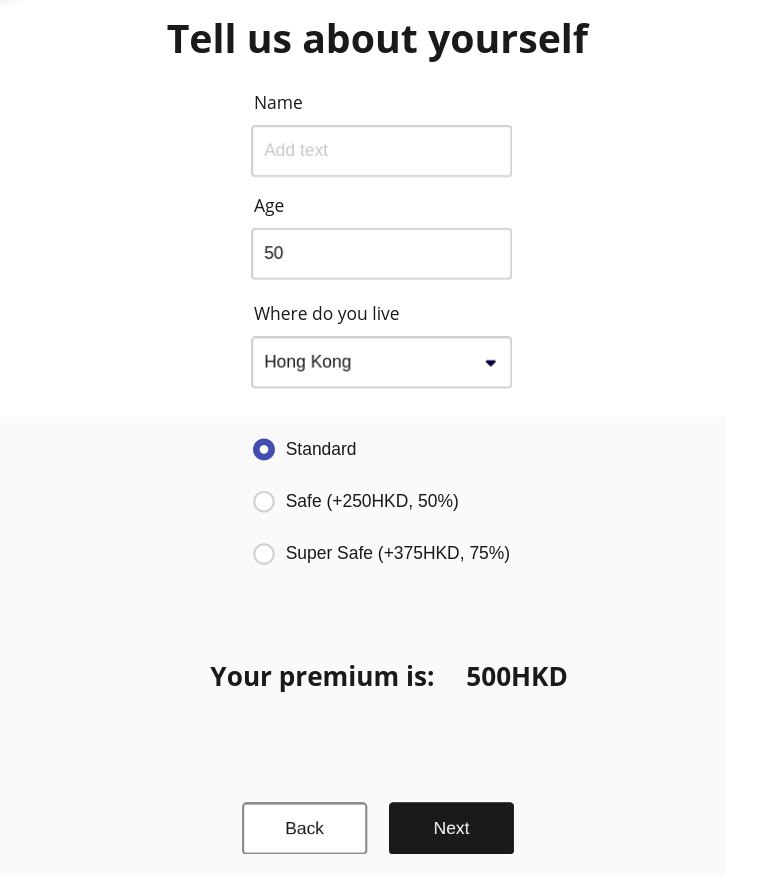 Tell us about yourself
Name
Add text
Age
50
Where do you live
Hong Kong
Standard
Safe (+250HKD, 50%)
Super Safe (+375HKD, 75%)
Your premium is: 500HKD
Back Next